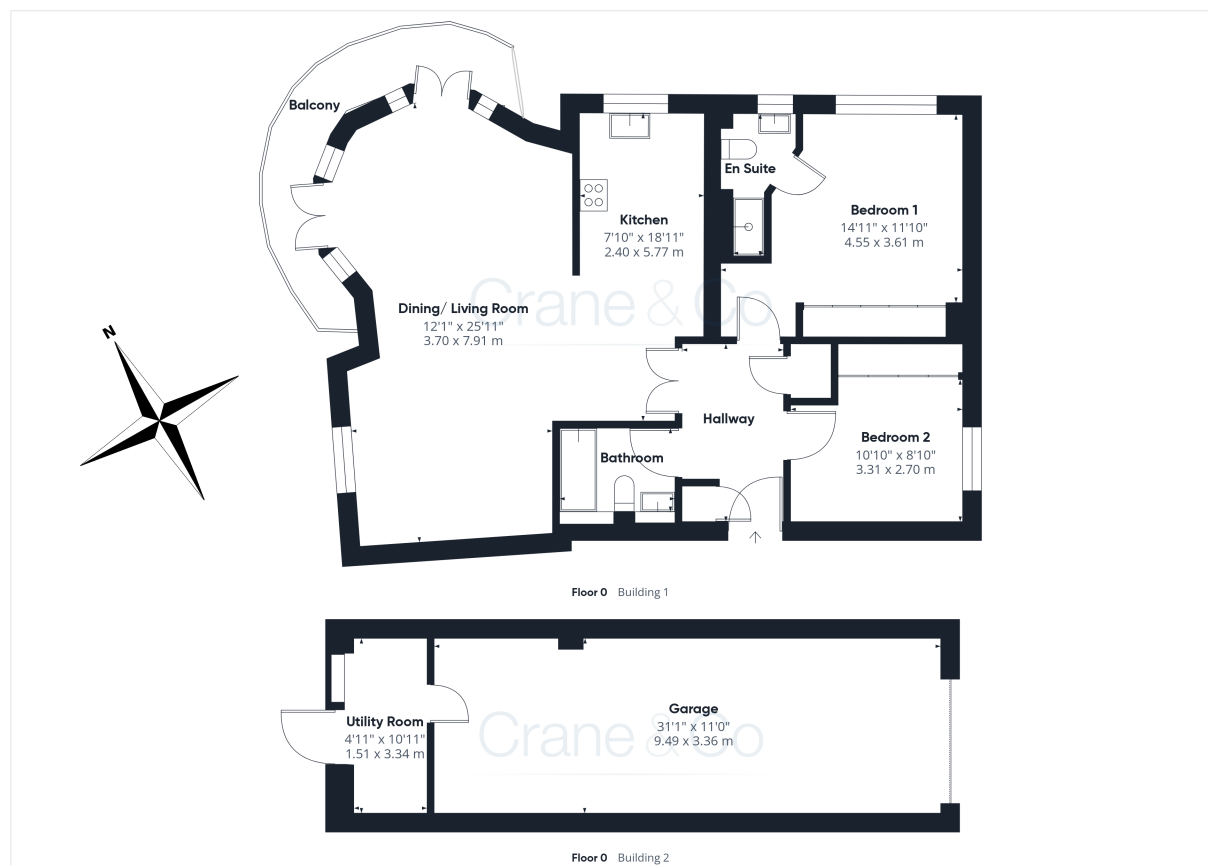 Balcony
En Suite
Kitchen
7'10" x 18'11"
2.40 x 5.77 m
Bedroom 1
14'11" x 11'10"
4.55 x 3.61 m
Crane & Co
Dining/ Living Room
12'1" x 25'11"
3.70 x 7.91 m
N
Hallway
Bathroom
Bedroom 2
10'10" x 8'10"
3.31 x 2.70 m
Floor 0 Building 1
Utility Room
4'11" x 10'11"
1.51 x 3.34 m
Garage
31'1" x 11'0"
9.49 x 3.36 m
Crane & Co
Floor 0 Building 2